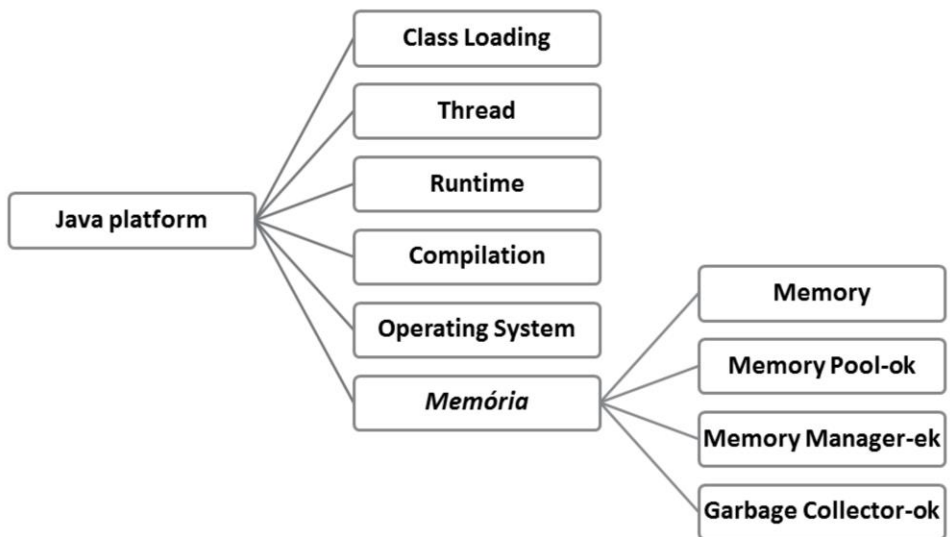 Java platform
Class Loading
Thread
Runtime
Compilation
Operating System
Memória
Memory
Memory Pool-ok
Memory Manager-ek
Garbage Collector-ok